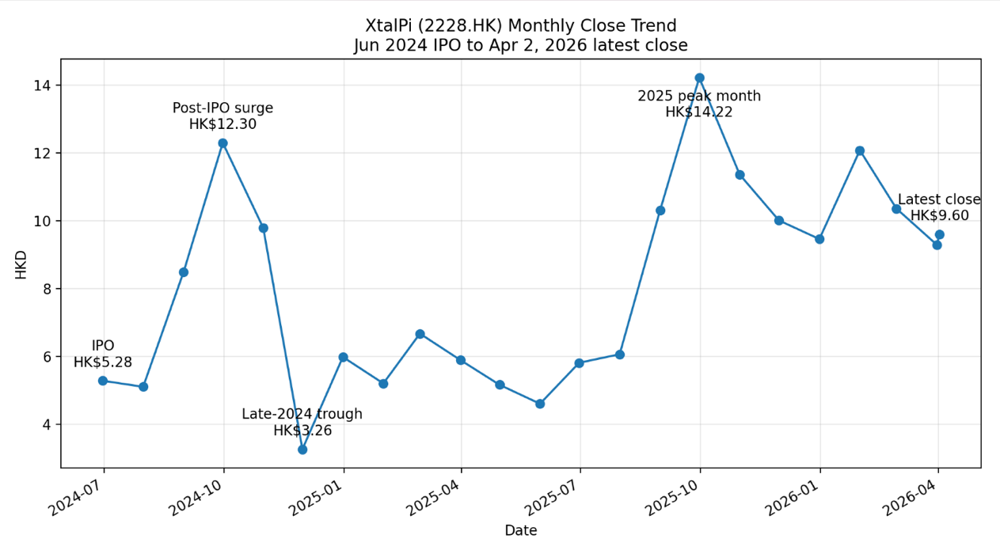 XtalPi (2228.HK) Monthly Close Trend
Jun 2024 IPO to Apr 2, 2026 latest close
HKD
14
12
10
8
6
4
Post-IPO surge
HK$12.30
2025 peak month
HK$14.22
Latest close
HK$9.60
IPO
HK$5.28
Late-2024 trough
HK$3.26
2024-07
2024-10
2025-01
2025-04
2025-07
2025-10
2026-01
2026-04
Date